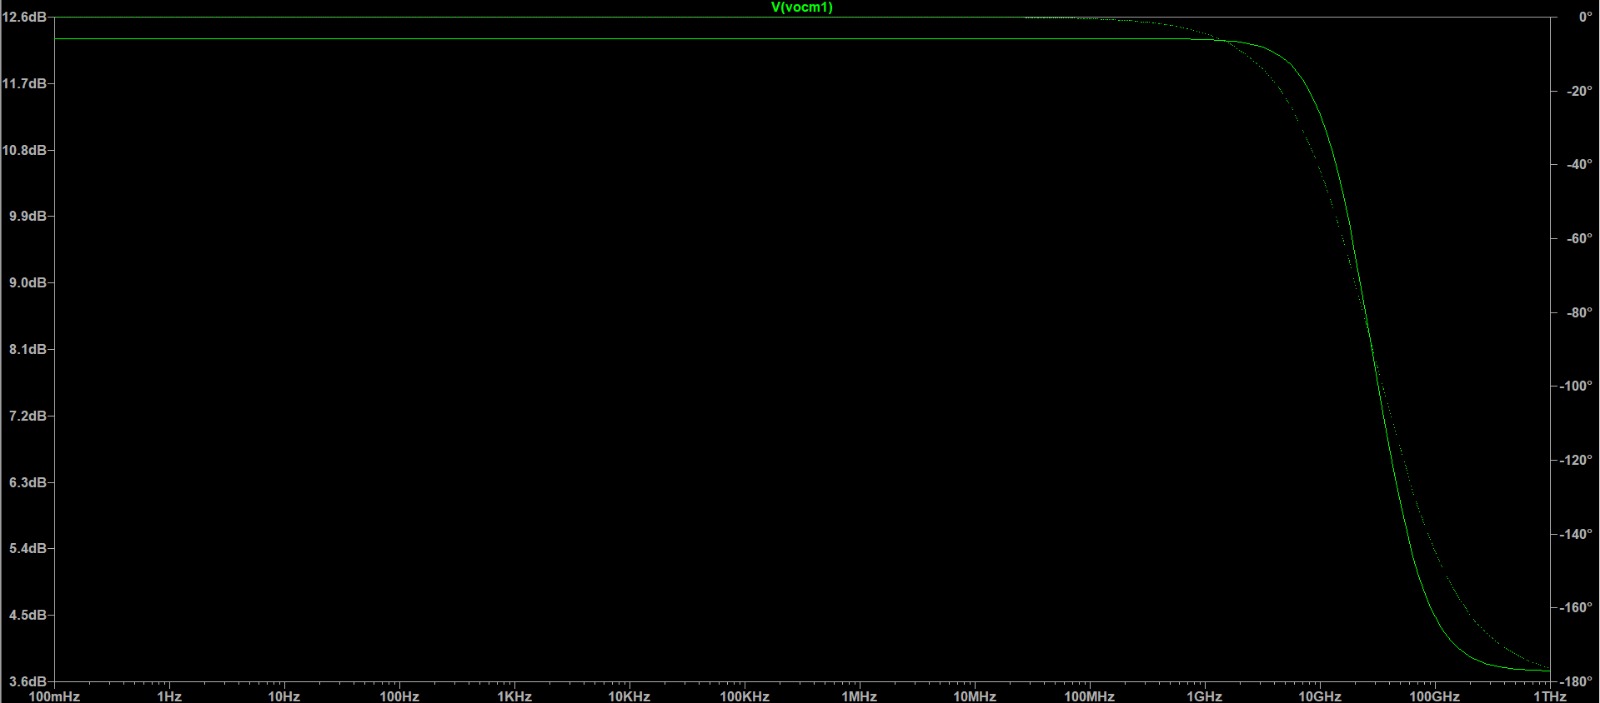 V(vocm1)
12.6dB
11.7dB
10.8dB
9.9dB
9.0dB
8.1dB
7.2dB
6.3dB
5.4dB
4.5dB
3.6dB
0°
-20°
-40°
-60°
-80°
-100°
-120°
-140°
-160°
-180°
100mHz 1Hz 10Hz 100Hz 1KHz 10KHz 100KHz 1MHz 10MHz 100MHz 1GHz 10GHz 100GHz 1THz